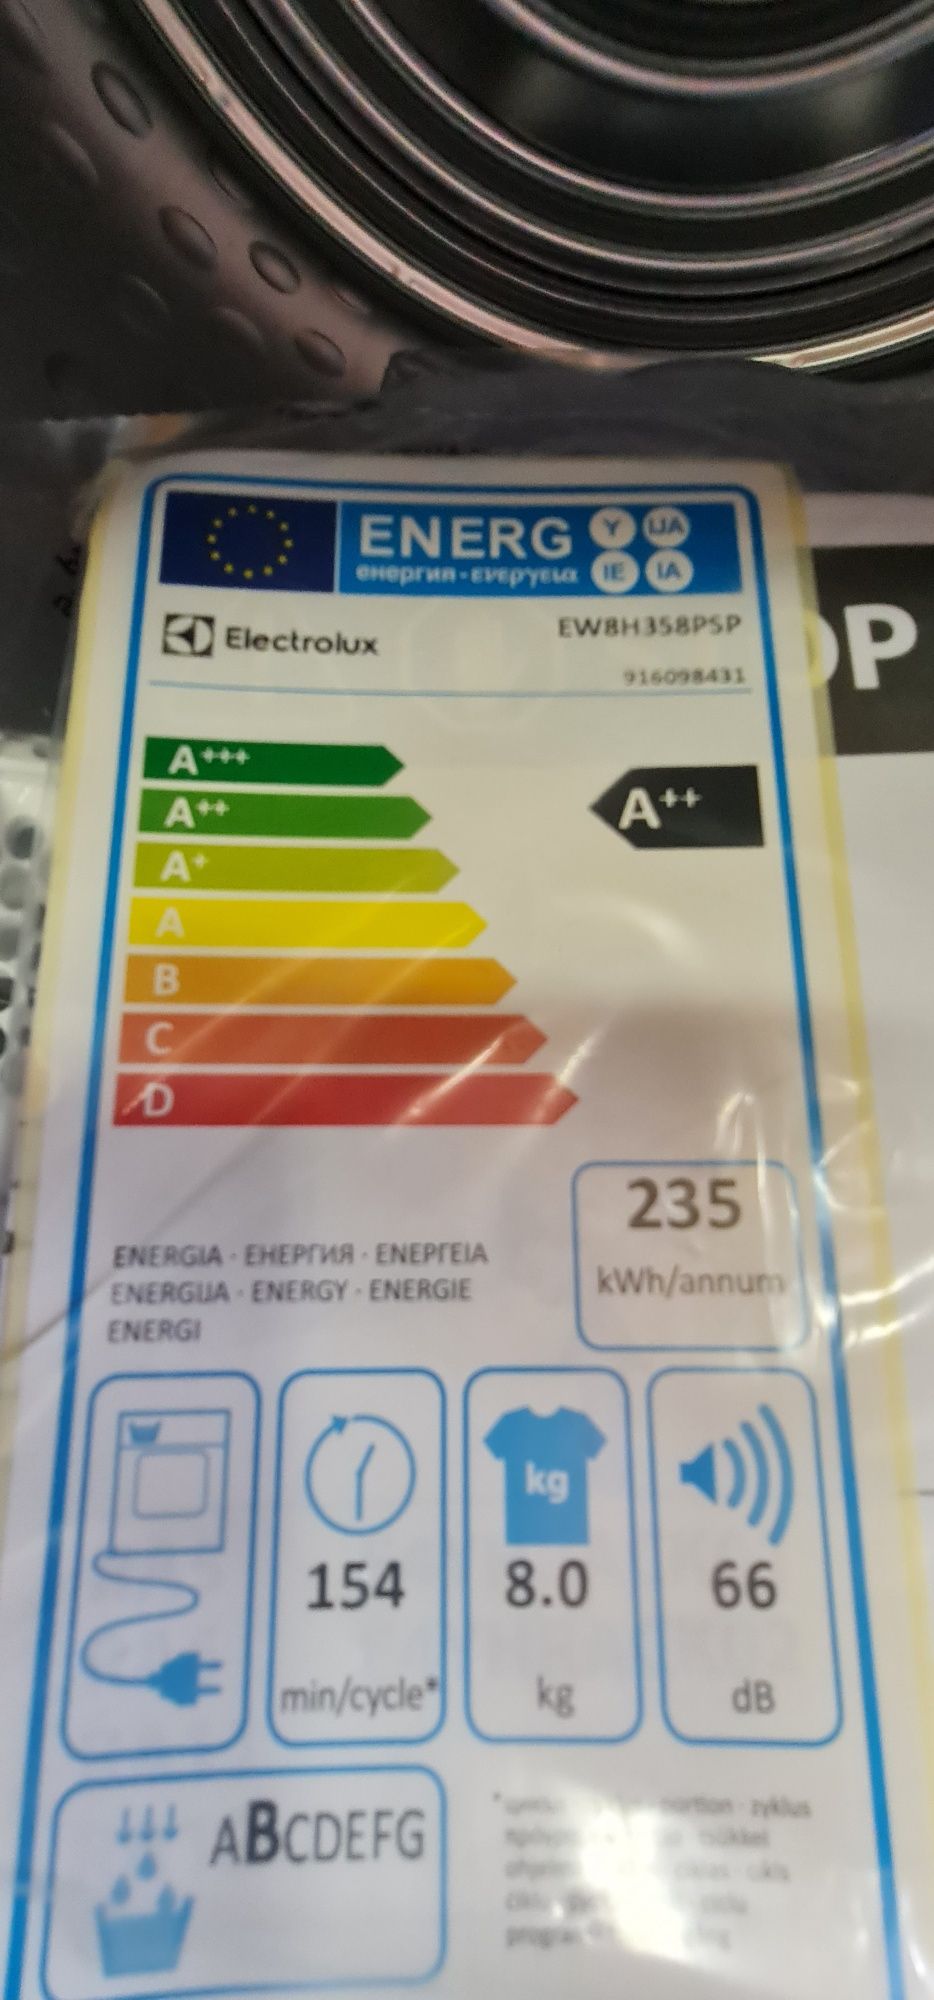 ENERG Y IJA
енергия · ενεργεια IE IA
Electrolux EW8H358PSP
916098431
A+++
A++ A++
A+
A
B
C
D
235
kWh/annum
ENERGIA · ЕНЕРГИЯ · ΕΝΕΡΓΕΙΑ
ENERGIJA · ENERGY · ENERGIE
ENERGI
OP
kg
154 8.0 66
min/cycle* kg dB
ABCDEFG
zyklus